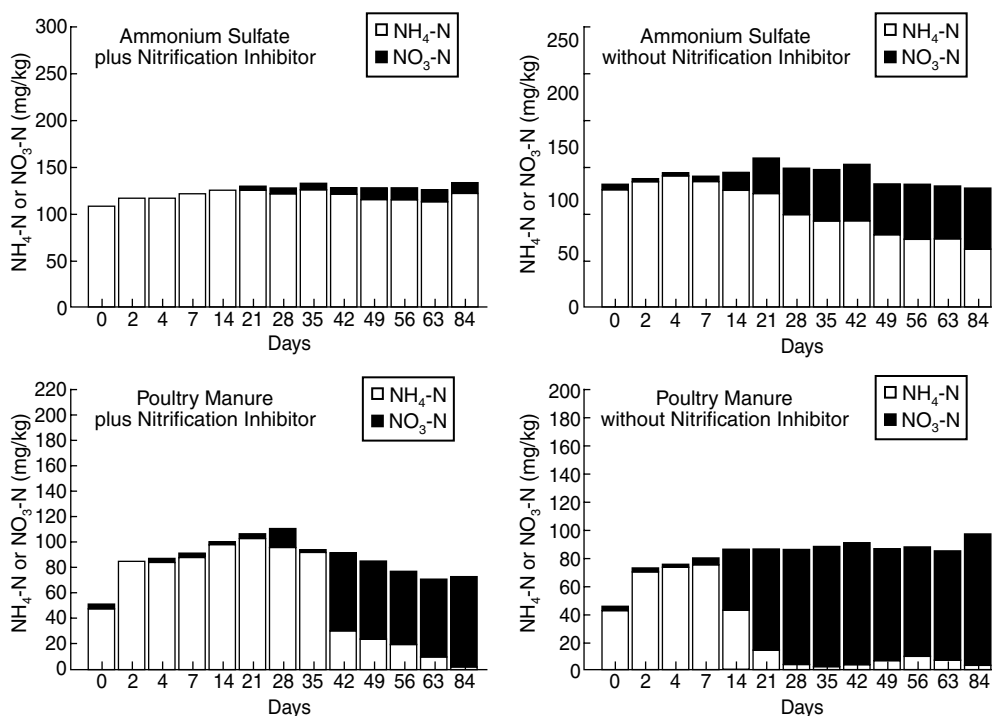 NH₄-N or NO₃-N (mg/kg)
300
250
200
150
100
50
0
Ammonium Sulfate
plus Nitrification Inhibitor
NH₄-N
NO₃-N
0 2 4 7 14 21 28 35 42 49 56 63 84
Days
NH₄-N or NO₃-N (mg/kg)
250
200
150
100
50
0
Ammonium Sulfate
without Nitrification Inhibitor
NH₄-N
NO₃-N
0 2 4 7 14 21 28 35 42 49 56 63 84
Days
NH₄-N or NO₃-N (mg/kg)
220
200
180
160
140
120
100
80
60
40
20
0
Poultry Manure
plus Nitrification Inhibitor
NH₄-N
NO₃-N
0 2 4 7 14 21 28 35 42 49 56 63 84
Days
NH₄-N or NO₃-N (mg/kg)
200
180
160
140
120
100
80
60
40
20
0
Poultry Manure
without Nitrification Inhibitor
NH₄-N
NO₃-N
0 2 4 7 14 21 28 35 42 49 56 63 84
Days